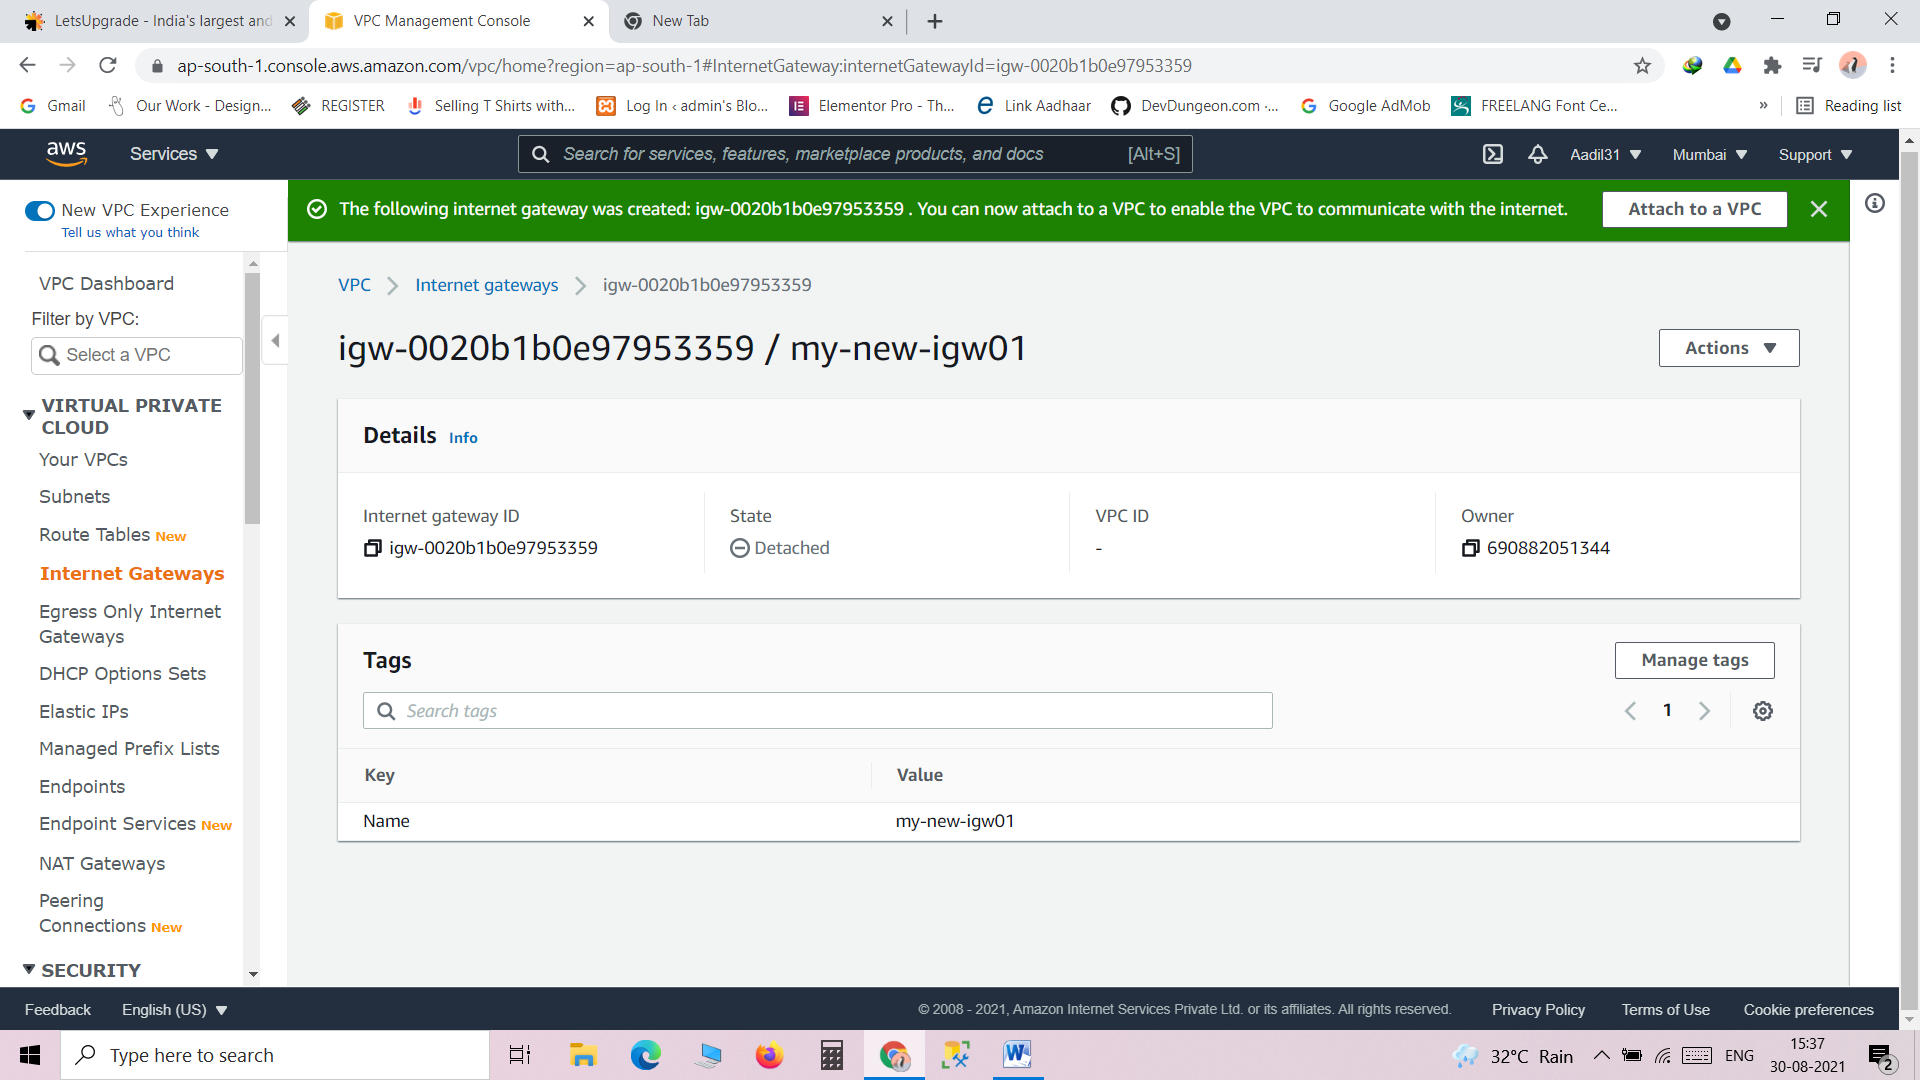 LetsUpgrade - India's largest and
VPC Management Console
New Tab
ap-south-1.console.aws.amazon.com/vpc/home?region=ap-south-1#InternetGateway:internetGatewayId=igw-0020b1b0e97953359
Gmail
Our Work - Design...
REGISTER
Selling T Shirts with...
Log In ‹ admin's Blo...
Elementor Pro - Th...
Link Aadhaar
DevDungeon.com -...
Google AdMob
FREELANG Font Ce...
»
Reading list
aws
Services
Search for services, features, marketplace products, and docs
[Alt+S]
Aadil31
Mumbai
Support
New VPC Experience
Tell us what you think
The following internet gateway was created: igw-0020b1b0e97953359 . You can now attach to a VPC to enable the VPC to communicate with the internet.
Attach to a VPC
VPC Dashboard
Filter by VPC:
Select a VPC
VIRTUAL PRIVATE
CLOUD
Your VPCs
Subnets
Route Tables New
Internet Gateways
Egress Only Internet
Gateways
DHCP Options Sets
Elastic IPs
Managed Prefix Lists
Endpoints
Endpoint Services New
NAT Gateways
Peering
Connections New
SECURITY
VPC
Internet gateways
igw-0020b1b0e97953359
igw-0020b1b0e97953359 / my-new-igw01
Actions
Details Info
Internet gateway ID
igw-0020b1b0e97953359
State
Detached
VPC ID
-
Owner
690882051344
Tags
Manage tags
Search tags
1
Key
Value
Name
my-new-igw01
Feedback
English (US)
© 2008 - 2021, Amazon Internet Services Private Ltd. or its affiliates. All rights reserved.
Privacy Policy
Terms of Use
Cookie preferences
Type here to search
32°C Rain
ENG
15:37
30-08-2021
2